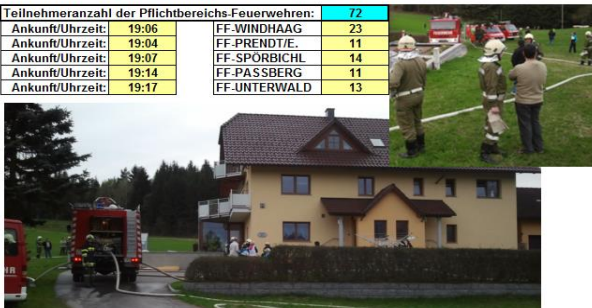 Teilnehmeranzahl der Pflichtbereichs-Feuerwehren: 72
Ankunft/Uhrzeit: 19:06 FF-WINDHAAG 23
Ankunft/Uhrzeit: 19:04 FF-PRENDT/E. 11
Ankunft/Uhrzeit: 19:07 FF-SPÖRBICHL 14
Ankunft/Uhrzeit: 19:14 FF-PASSBERG 11
Ankunft/Uhrzeit: 19:17 FF-UNTERWALD 13